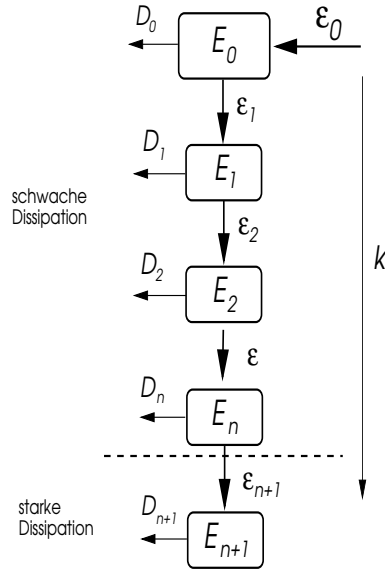 D₀
E₀
ε₀
ε₁
D₁
E₁
schwache
Dissipation
ε₂
D₂
E₂
k
ε
Dₙ
Eₙ
εₙ₊₁
starke
Dissipation
Dₙ₊₁
Eₙ₊₁